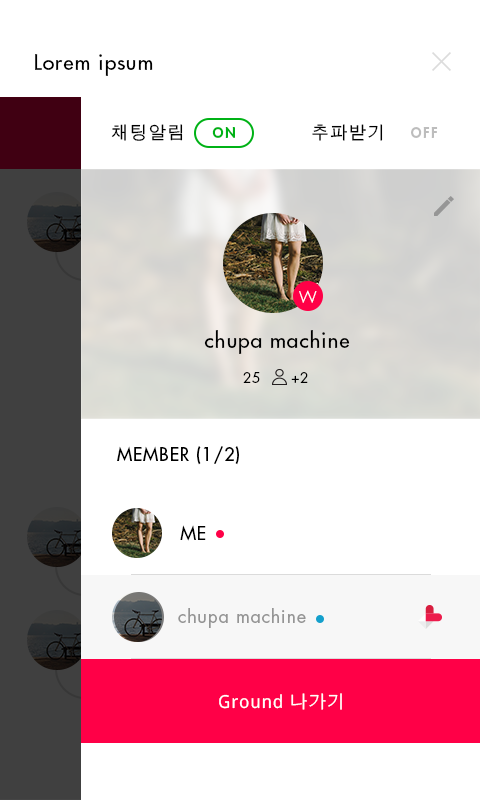 Lorem ipsum
채팅알림 ON 추파받기 OFF
W
chupa machine
25 +2
MEMBER (1/2)
ME
chupa machine
Ground 나가기